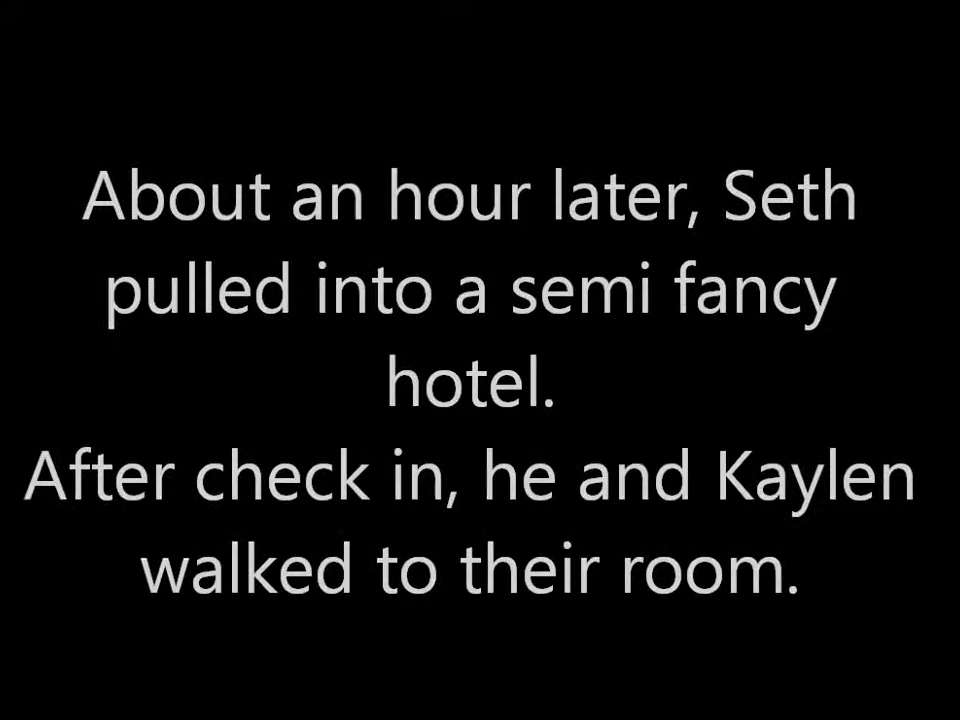 About an hour later, Seth
pulled into a semi fancy
hotel.
After check in, he and Kaylen
walked to their room.